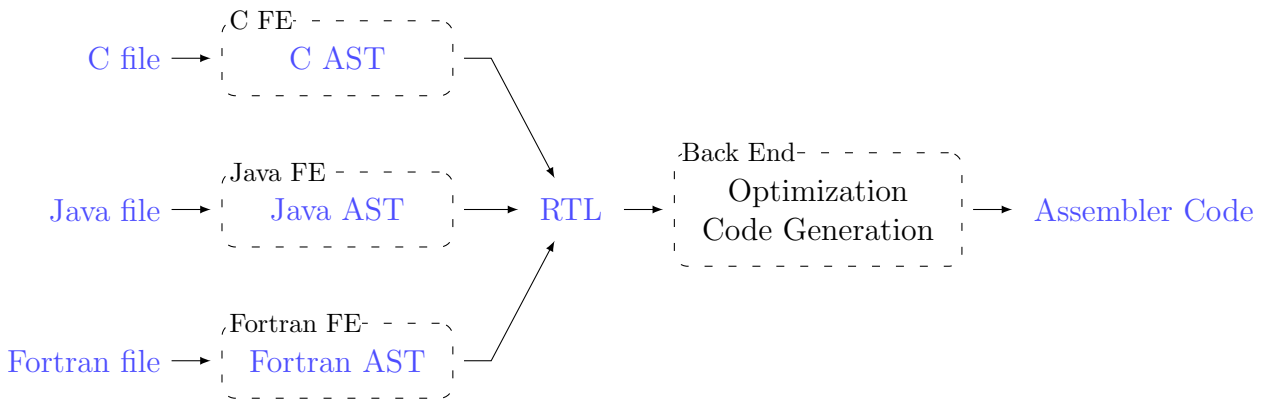 C FE
C file
C AST
Back End
Java FE
Optimization
Java file
Java AST
RTL
Assembler Code
Code Generation
Fortran FE
Fortran file
Fortran AST